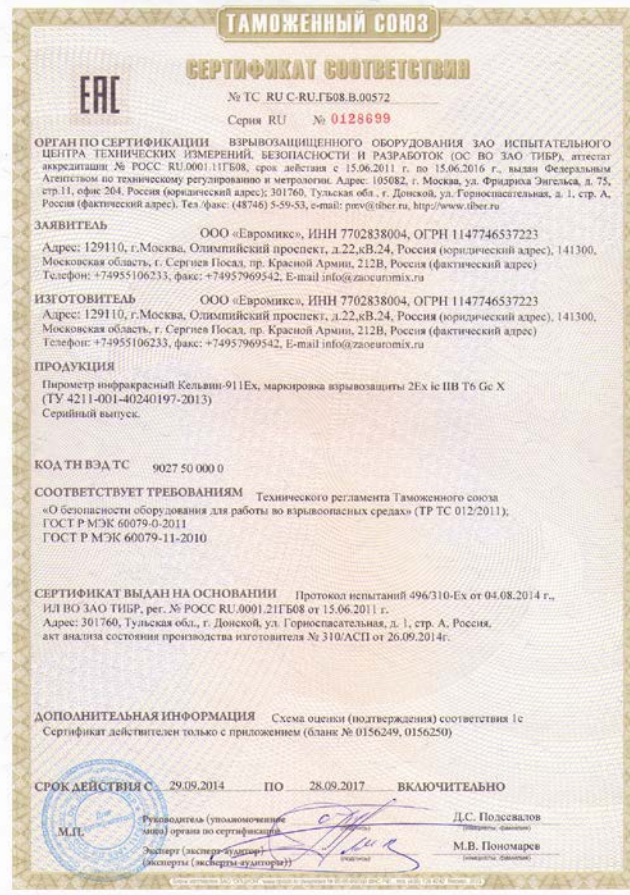 ТАМОЖЕННЫЙ СОЮЗ
EAC
СЕРТИФИКАТ СООТВЕТСТВИЯ
№ ТС RU C-RU.ГБ08.В.00572
Серия RU № 0128699
ОРГАН ПО СЕРТИФИКАЦИИ ВЗРЫВОЗАЩИЩЕННОГО ОБОРУДОВАНИЯ ЗАО ИСПЫТАТЕЛЬНОГО
ЦЕНТРА ТЕХНИЧЕСКИХ ИЗМЕРЕНИЙ, БЕЗОПАСНОСТИ И РАЗРАБОТОК (ОС ВО ЗАО ТИБР), аттестат
аккредитации № РОСС RU.0001.11ГБ08, срок действия с 15.06.2011 г. по 15.06.2016 г., выдан Федеральным
Агентством по техническому регулированию и метрологии. Адрес: 105082, г. Москва, ул. Фридриха Энгельса, д. 75,
стр.11, офис 204, Россия (юридический адрес); 301760, Тульская обл., г. Донской, ул. Горноспасательная, д. 1, стр. А,
Россия (фактический адрес). Тел./факс: (48746) 5-59-53, e-mail: pmv@tiber.ru, http://www.tiber.ru
ЗАЯВИТЕЛЬ
ООО «Евромикс», ИНН 7702838004, ОГРН 1147746537223
Адрес: 129110, г.Москва, Олимпийский проспект, д.22,кВ.24, Россия (юридический адрес), 141300,
Московская область, г. Сергиев Посад, пр. Красной Армии, 212В, Россия (фактический адрес)
Телефон: +74955106233, факс: +74957969542, E-mail info@zaoeuromix.ru
ИЗГОТОВИТЕЛЬ ООО «Евромикс», ИНН 7702838004, ОГРН 1147746537223
Адрес: 129110, г.Москва, Олимпийский проспект, д.22,кВ.24, Россия (юридический адрес), 141300,
Московская область, г. Сергиев Посад, пр. Красной Армии, 212В, Россия (фактический адрес)
Телефон: +74955106233, факс: +74957969542, E-mail info@zaoeuromix.ru
ПРОДУКЦИЯ
Пирометр инфракрасный Кельвин-911Ex, маркировка взрывозащиты 2Ex ic IIB T6 Gc X
(ТУ 4211-001-40240197-2013)
Серийный выпуск.
КОД ТН ВЭД ТС 9027 50 000 0
СООТВЕТСТВУЕТ ТРЕБОВАНИЯМ Технического регламента Таможенного союза
«О безопасности оборудования для работы во взрывоопасных средах» (ТР ТС 012/2011);
ГОСТ Р МЭК 60079-0-2011
ГОСТ Р МЭК 60079-11-2010
СЕРТИФИКАТ ВЫДАН НА ОСНОВАНИИ Протокол испытаний 496/310-Ex от 04.08.2014 г.,
ИЛ ВО ЗАО ТИБР, рег. № РОСС RU.0001.21ГБ08 от 15.06.2011 г.
Адрес: 301760, Тульская обл., г. Донской, ул. Горноспасательная, д. 1, стр. А, Россия,
акт анализа состояния производства изготовителя № 310/АСП от 26.09.2014г.
ДОПОЛНИТЕЛЬНАЯ ИНФОРМАЦИЯ Схема оценки (подтверждения) соответствия 1с
Сертификат действителен только с приложением (бланк № 0156249, 0156250)
СРОК ДЕЙСТВИЯ С 29.09.2014 ПО 28.09.2017 ВКЛЮЧИТЕЛЬНО
М.П.
Руководитель (уполномоченное
лицо) органа по сертификации
(подпись)
Д.С. Подсевалов
(инициалы, фамилия)
Эксперт (эксперт-аудитор)
(эксперты (эксперты-аудиторы))
(подпись)
М.В. Пономарев
(инициалы, фамилия)